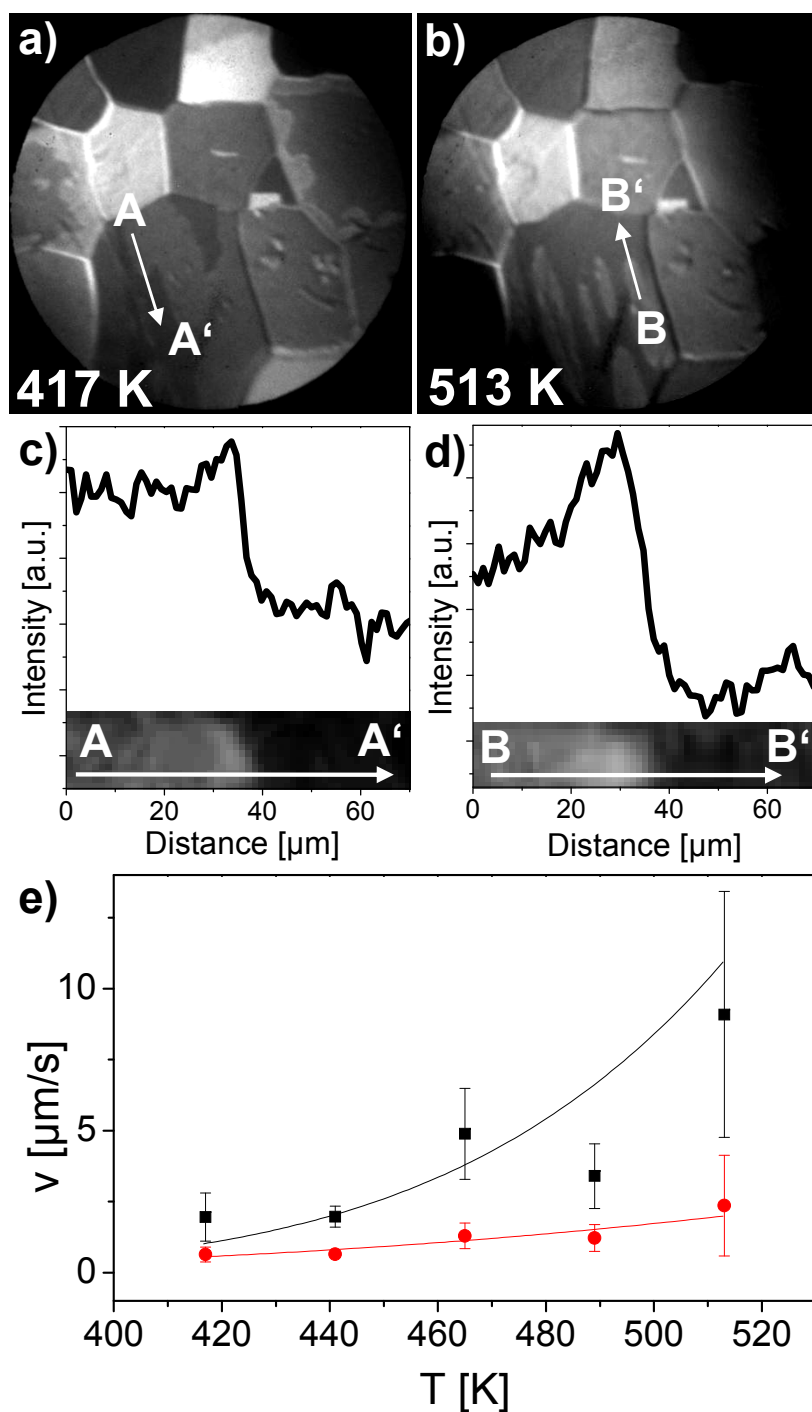 a)
A
A‘
417 K
b)
B‘
B
513 K
c)
Intensity [a.u.]
A
A‘
0 20 40 60
Distance [µm]
d)
Intensity [a.u.]
B
B‘
0 20 40 60
Distance [µm]
e)
v [µm/s]
10
5
0
400 420 440 460 480 500 520
T [K]